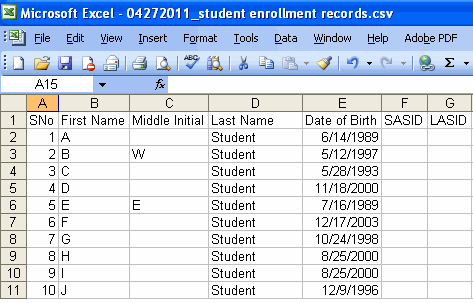 Microsoft Excel - 04272011_student enrollment records.csv
File Edit View Insert Format Tools Data Window Help Adobe PDF
ABC Σ
A15 fx
A B C D E F G
1 SNo First Name Middle Initial Last Name Date of Birth SASID LASID
2 1 A Student 6/14/1989
3 2 B W Student 5/12/1997
4 3 C Student 5/28/1993
5 4 D Student 11/18/2000
6 5 E E Student 7/16/1989
7 6 F Student 12/17/2003
8 7 G Student 10/24/1998
9 8 H Student 8/25/2000
10 9 I Student 8/25/2000
11 10 J Student 12/9/1996